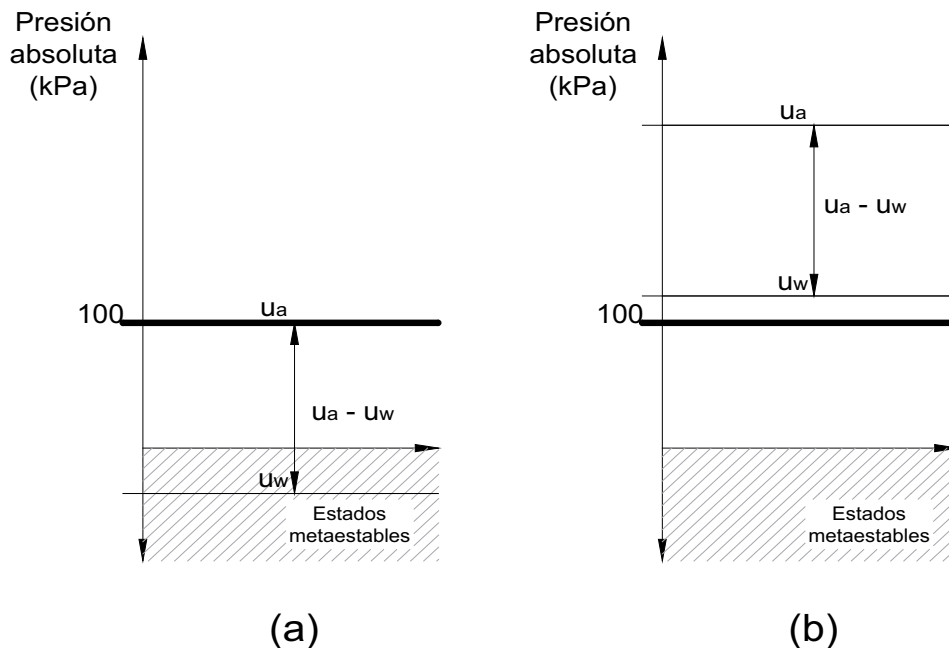 Presión
absoluta
(kPa)
100
ua
ua - uw
uw
Estados
metaestables
(a)
Presión
absoluta
(kPa)
ua
ua - uw
uw
100
Estados
metaestables
(b)